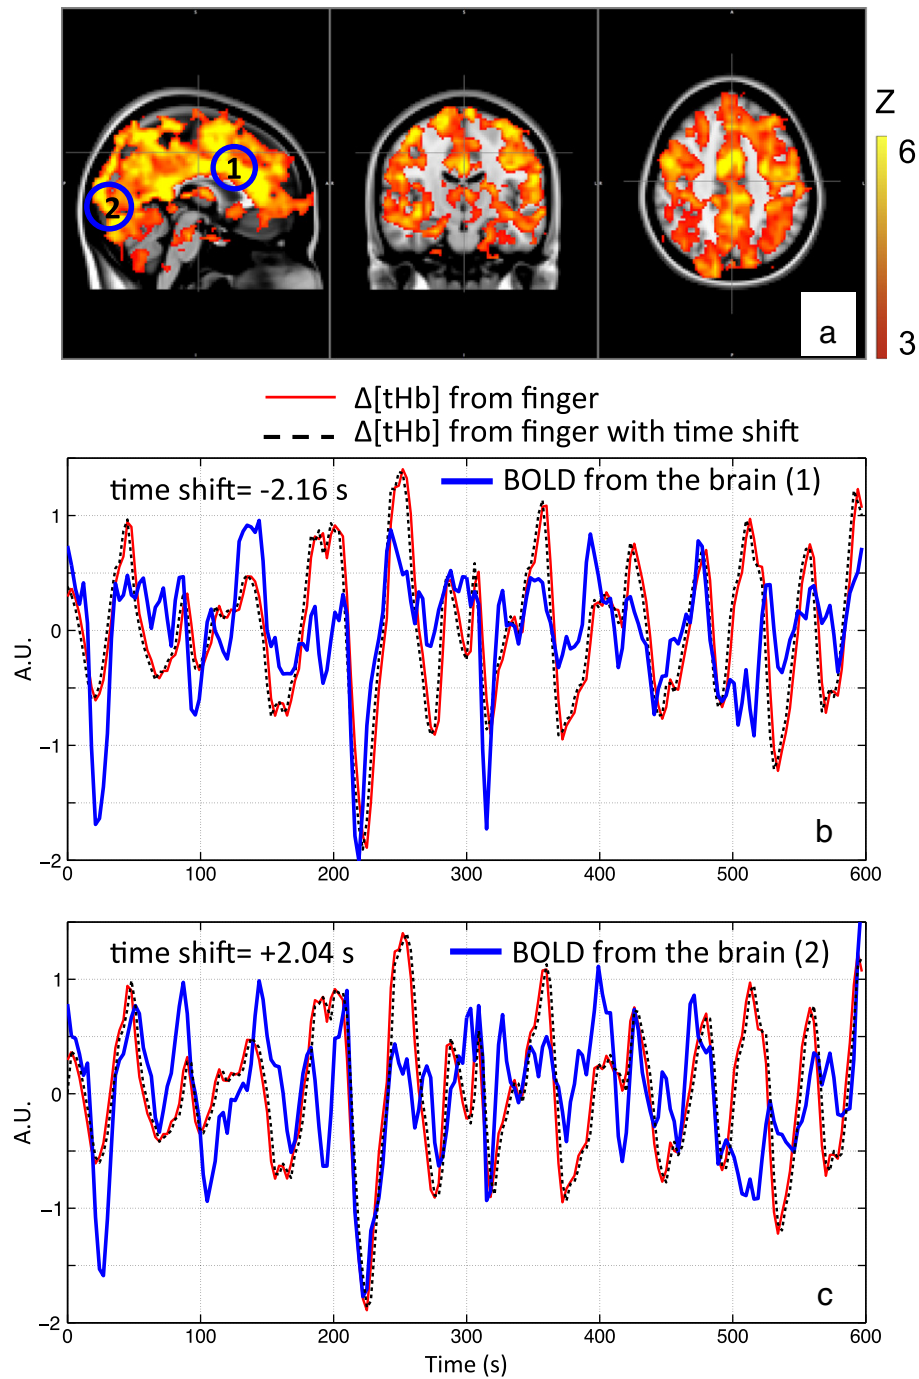 Z
6
1
2
a
3
Δ[tHb] from finger
Δ[tHb] from finger with time shift
time shift= -2.16 s
BOLD from the brain (1)
1
0
−1
−2
A.U.
b
0 100 200 300 400 500 600
time shift= +2.04 s
BOLD from the brain (2)
1
0
−1
−2
A.U.
c
0 100 200 300 400 500 600
Time (s)